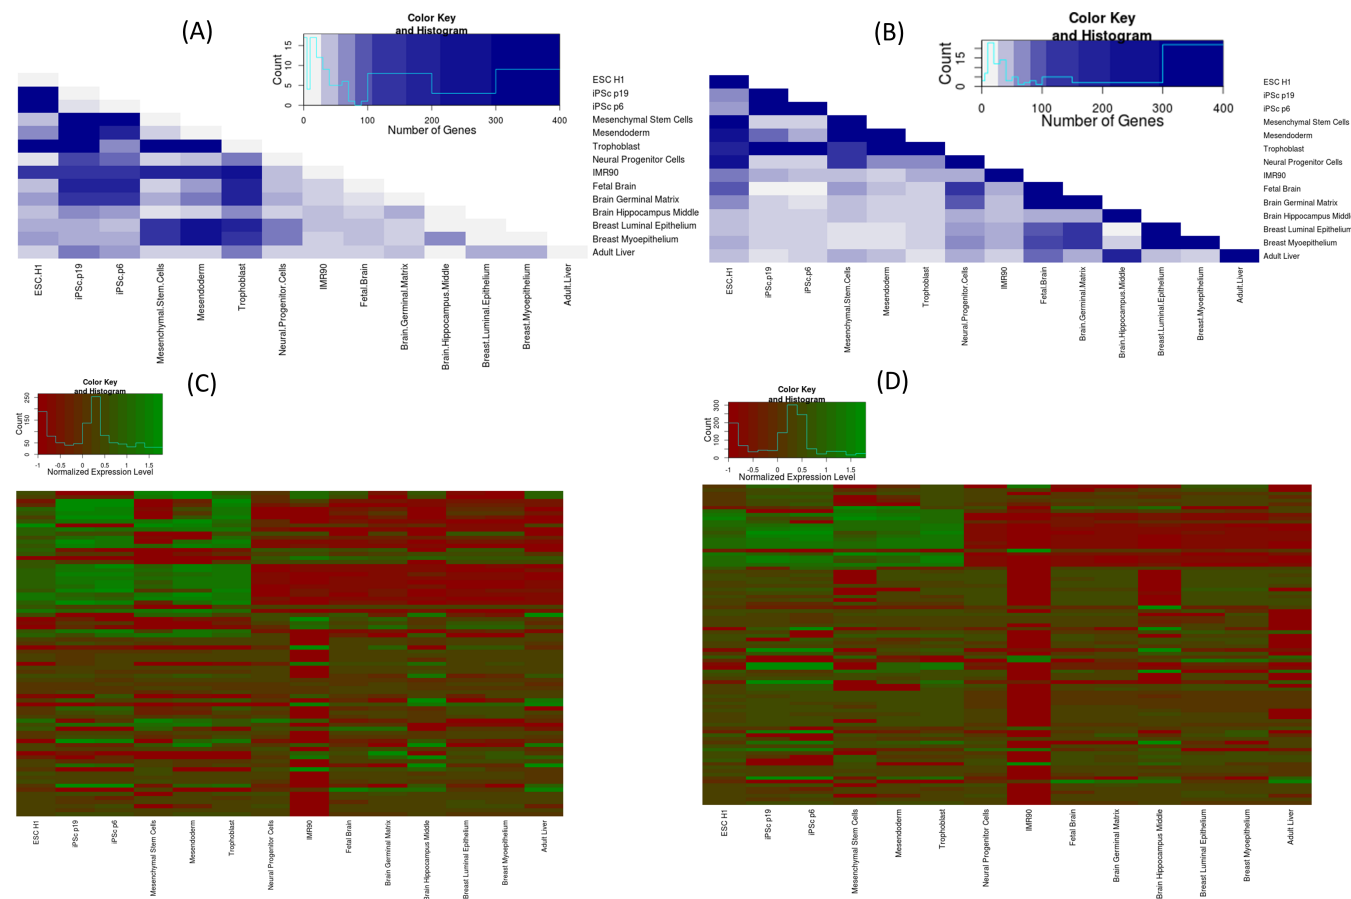 (A)
Color Key
and Histogram
Count
0
5
10
15
0
100
200
300
400
Number of Genes
ESC H1
iPSc p19
iPSc p6
Mesenchymal Stem Cells
Mesendoderm
Trophoblast
Neural Progenitor Cells
IMR90
Fetal Brain
Brain Germinal Matrix
Brain Hippocampus Middle
Breast Luminal Epithelium
Breast Myoepithelium
Adult Liver
ESC.H1
iPSc.p19
iPSc.p6
Mesenchymal.Stem.Cells
Mesendoderm
Trophoblast
Neural.Progenitor.Cells
IMR90
Fetal.Brain
Brain.Germinal.Matrix
Brain.Hippocampus.Middle
Breast.Luminal.Epithelium
Breast.Myoepithelium
Adult.Liver
(B)
Color Key
and Histogram
Count
0
5
15
0
100
200
300
400
Number of Genes
ESC H1
iPSc p19
iPSc p6
Mesenchymal Stem Cells
Mesendoderm
Trophoblast
Neural Progenitor Cells
IMR90
Fetal Brain
Brain Germinal Matrix
Brain Hippocampus Middl
Breast Luminal Epithelium
Breast Myoepithelium
Adult Liver
ESC.H1
iPSc.p19
iPSc.p6
Mesenchymal.Stem.Cells
Mesendoderm
Trophoblast
Neural.Progenitor.Cells
IMR90
Fetal.Brain
Brain.Germinal.Matrix
Brain.Hippocampus.Middle
Breast.Luminal.Epithelium
Breast.Myoepithelium
Adult.Liver
(C)
Color Key
and Histogram
Count
0
50
150
250
-1
-0.5
0
0.5
1
1.5
Normalized Expression Level
ESC H1
iPSc p19
iPSc p6
Mesenchymal Stem Cells
Mesendoderm
Trophoblast
Neural Progenitor Cells
IMR90
Fetal Brain
Brain Germinal Matrix
Brain Hippocampus Middle
Breast Luminal Epithelium
Breast Myoepithelium
Adult Liver
(D)
Color Key
and Histogram
Count
0
100
200
300
-1
-0.5
0
0.5
1
1.5
Normalized Expression Level
ESC H1
iPSc p19
iPSc p6
Mesenchymal Stem Cells
Mesendoderm
Trophoblast
Neural Progenitor Cells
IMR90
Fetal Brain
Brain Germinal Matrix
Brain Hippocampus Middle
Breast Luminal Epithelium
Breast Myoepithelium
Adult Liver